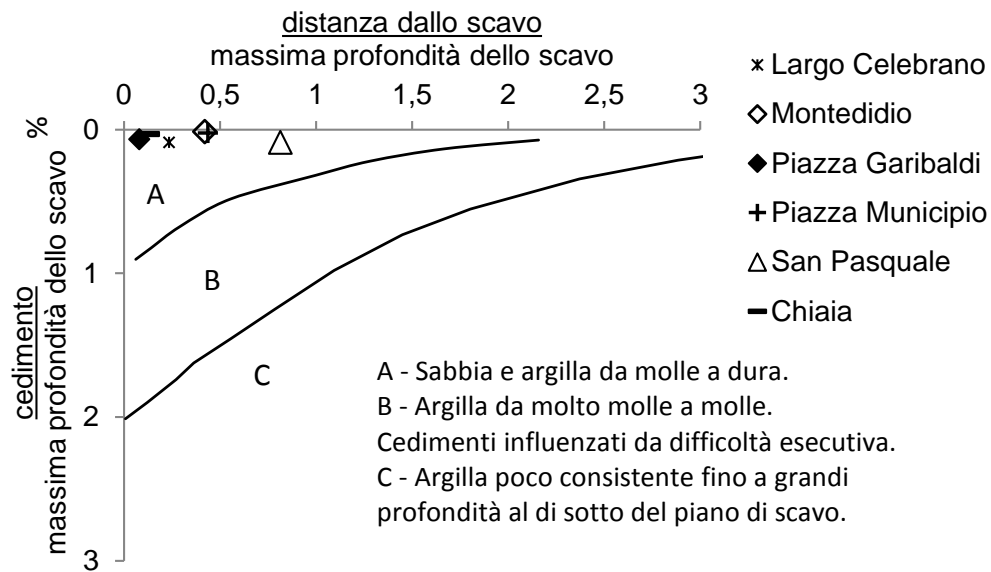 distanza dallo scavo
massima profondità dello scavo
0 0,5 1 1,5 2 2,5 3
0
1
2
3
cedimento %
massima profondità dello scavo
A
B
C
A - Sabbia e argilla da molle a dura.
B - Argilla da molto molle a molle.
Cedimenti influenzati da difficoltà esecutiva.
C - Argilla poco consistente fino a grandi
profondità al di sotto del piano di scavo.
Largo Celebrano
Montedidio
Piazza Garibaldi
Piazza Municipio
San Pasquale
Chiaia